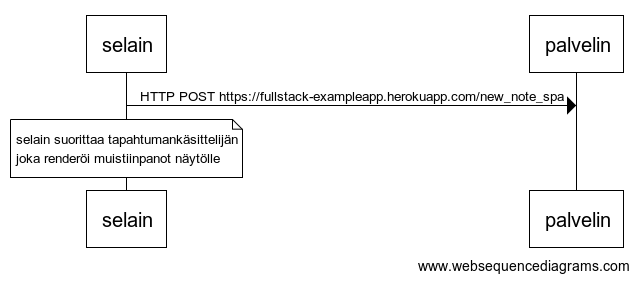 selain
palvelin
HTTP POST https://fullstack-exampleapp.herokuapp.com/new_note_spa
selain suorittaa tapahtumankäsittelijän
joka renderöi muistiinpanot näytölle
selain
palvelin
www.websequencediagrams.com